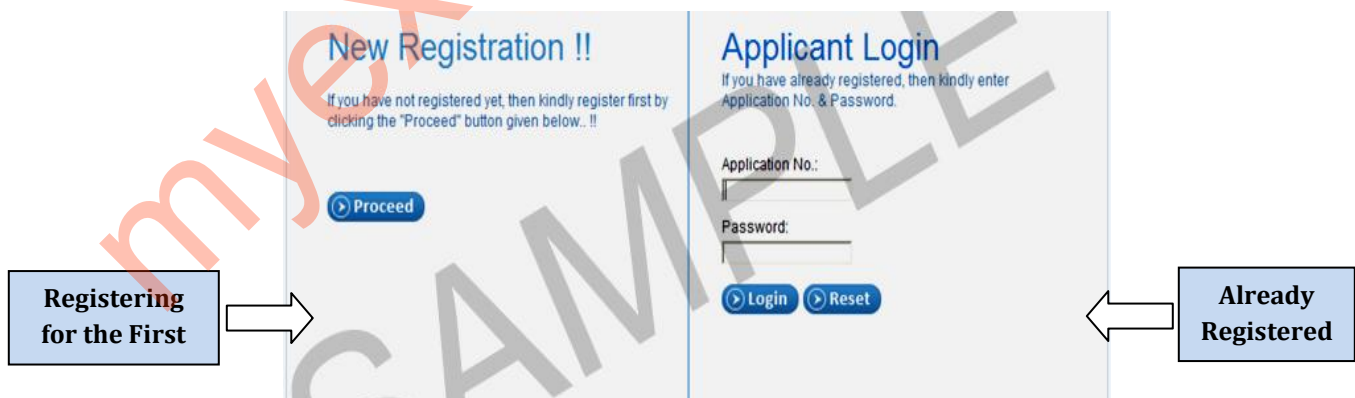 New Registration !!
If you have not registered yet, then kindly register first by
clicking the "Proceed" button given below.. !!
Proceed
Applicant Login
If you have already registered, then kindly enter
Application No. & Password.
Application No.:
Password:
Login Reset
Registering
for the First
Already
Registered
SAMPLE
myex